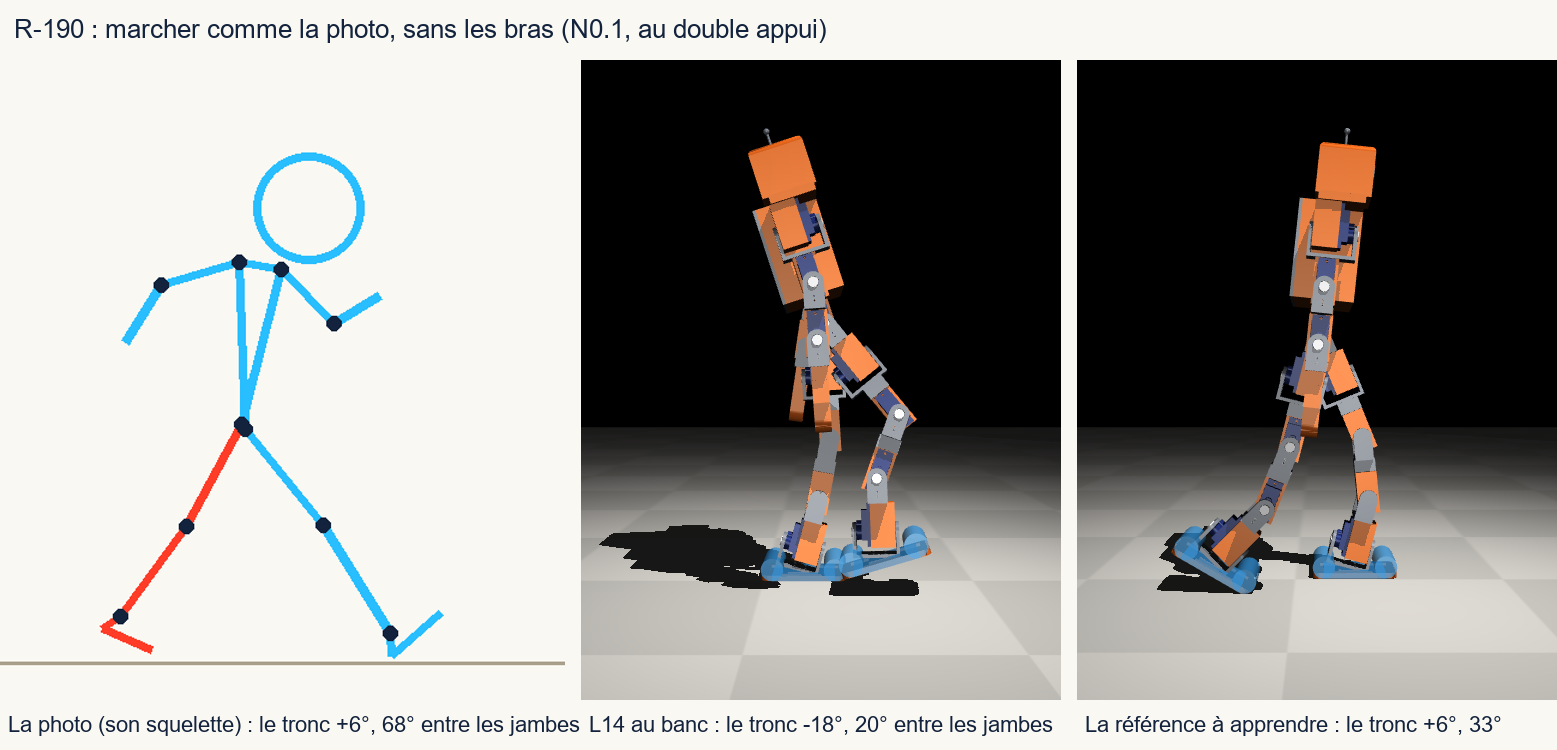 R-190 : marcher comme la photo, sans les bras (N0.1, au double appui)
La photo (son squelette) : le tronc +6°, 68° entre les jambes
L14 au banc : le tronc -18°, 20° entre les jambes
La référence à apprendre : le tronc +6°, 33°